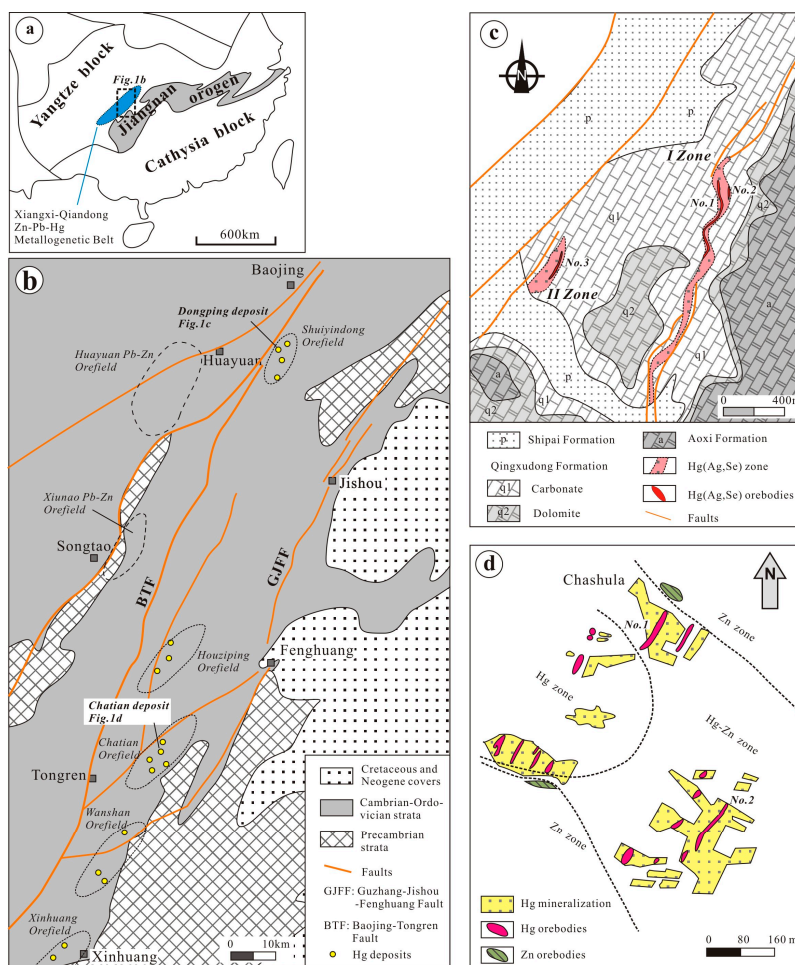 a
Fig.1b
Yangtze block
Jiangnan
orogen
Cathysia block
Xiangxi-Qiandong
Zn-Pb-Hg
Metallogenetic Belt
600km
b
Baojing
Dongping deposit
Fig.1c
Shuiyindong
Orefield
Huayuan Pb-Zn
Orefield
Huayuan
Jishou
Xiunao Pb-Zn
Orefield
Songtao
BTF
GJFF
Houziping
Orefield
Fenghuang
Chatian deposit
Fig.1d
Chatian
Orefield
Tongren
Wanshan
Orefield
Xinhuang
Orefield
Xinhuang
10km
Cretaceous and
Neogene covers
Cambrian-Ordo-
vician strata
Precambrian
strata
Faults
GJFF: Guzhang-Jishou
-Fenghuang Fault
BTF: Baojing-Tongren
Fault
Hg deposits
c
N
p
p
I Zone
No.2
No.1
q2
q1
No.3
II Zone
q2
a
q1
p
a
q1
q2
0
400m
p
Shipai Formation
a
Aoxi Formation
Qingxudong Formation
Hg(Ag,Se) zone
q1
Carbonate
Hg(Ag,Se) orebodies
q2
Dolomite
Faults
d
N
Chashula
Zn zone
No.1
Hg zone
Hg-Zn zone
No.2
Zn zone
Hg mineralization
Hg orebodies
Zn orebodies
0
80
160 m